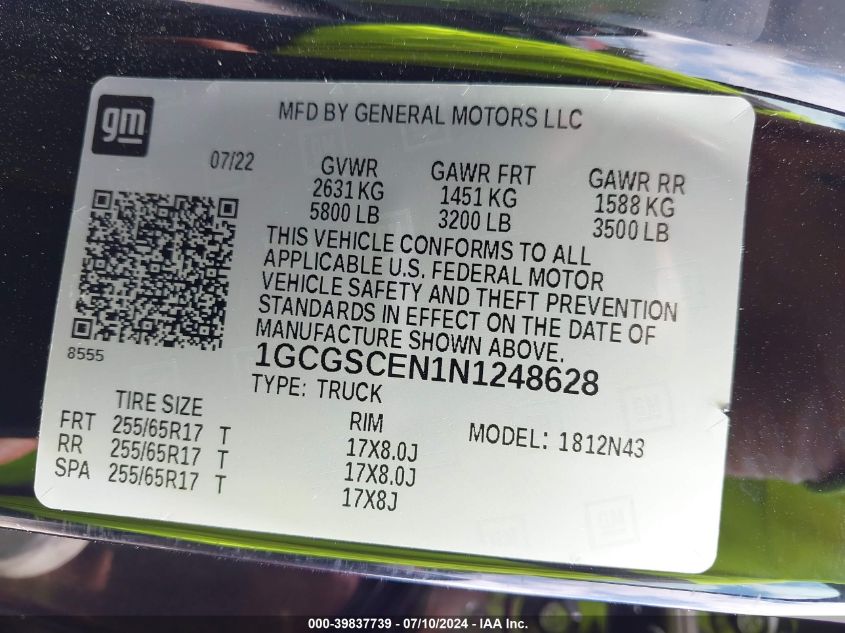 gm
MFD BY GENERAL MOTORS LLC
07/22
GVWR GAWR FRT GAWR RR
2631 KG 1451 KG 1588 KG
5800 LB 3200 LB 3500 LB
THIS VEHICLE CONFORMS TO ALL
APPLICABLE U.S. FEDERAL MOTOR
VEHICLE SAFETY AND THEFT PREVENTION
STANDARDS IN EFFECT ON THE DATE OF
MANUFACTURE SHOWN ABOVE.
8555
1GCGSCEN1N1248628
TYPE: TRUCK
TIRE SIZE RIM MODEL: 1812N43
FRT 255/65R17 T 17X8.0J
RR 255/65R17 T 17X8.0J
SPA 255/65R17 T 17X8J
000-39837739 - 07/10/2024 - IAA Inc.